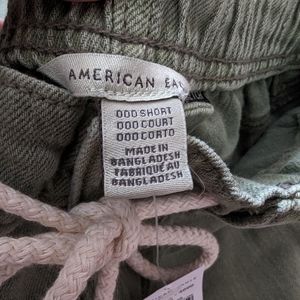 AMERICAN EA
000 SHORT
000 COURT
000 CORTO
MADE IN
BANGLADESH
FABRIQUÉ AU
BANGLADESH